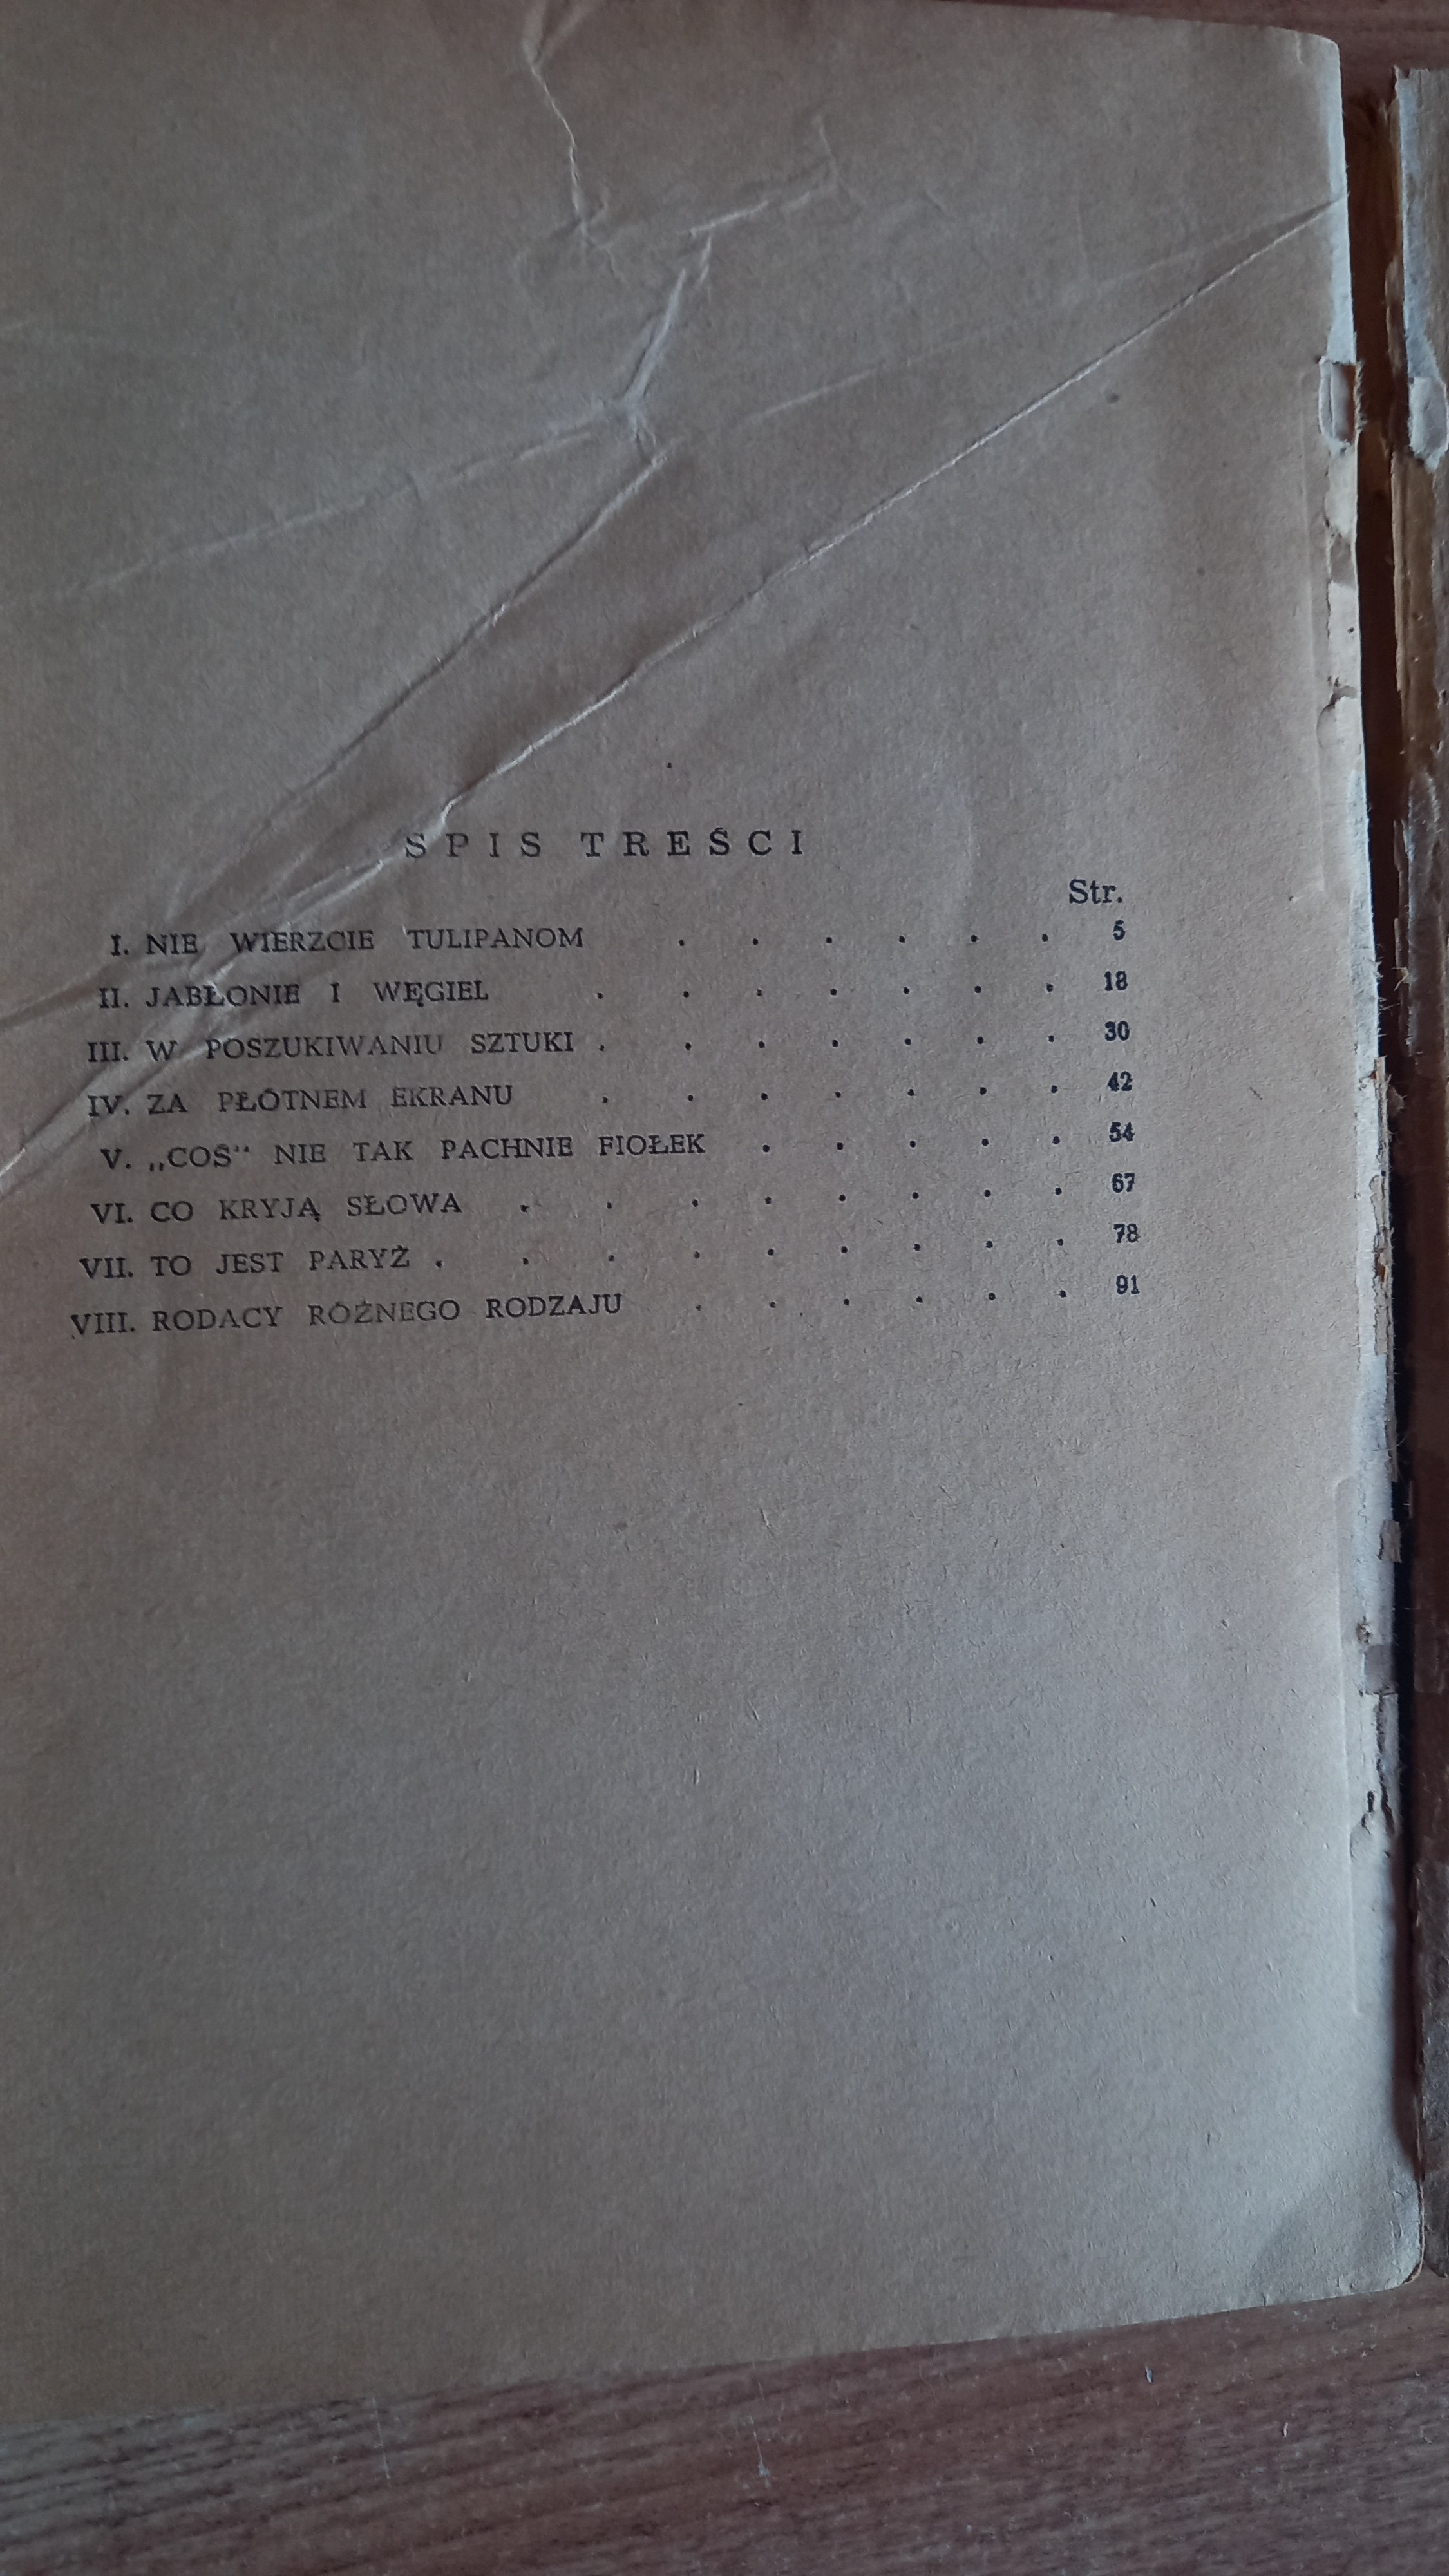 SPIS TREŚCI
Str.
I. NIE WIERZCIE TULIPANOM . . . . . . 5
II. JABŁONIE I WĘGIEL . . . . . . . 18
III. W POSZUKIWANIU SZTUKI . . . . . . . 30
IV. ZA PŁÓTNEM EKRANU . . . . . . . 42
V. „COŚ“ NIE TAK PACHNIE FIOŁEK . . . . . 54
VI. CO KRYJĄ SŁOWA . . . . . . . . 67
VII. TO JEST PARYŻ . . . . . . . . . 78
VIII. RODACY RÓŻNEGO RODZAJU . . . . . . 91